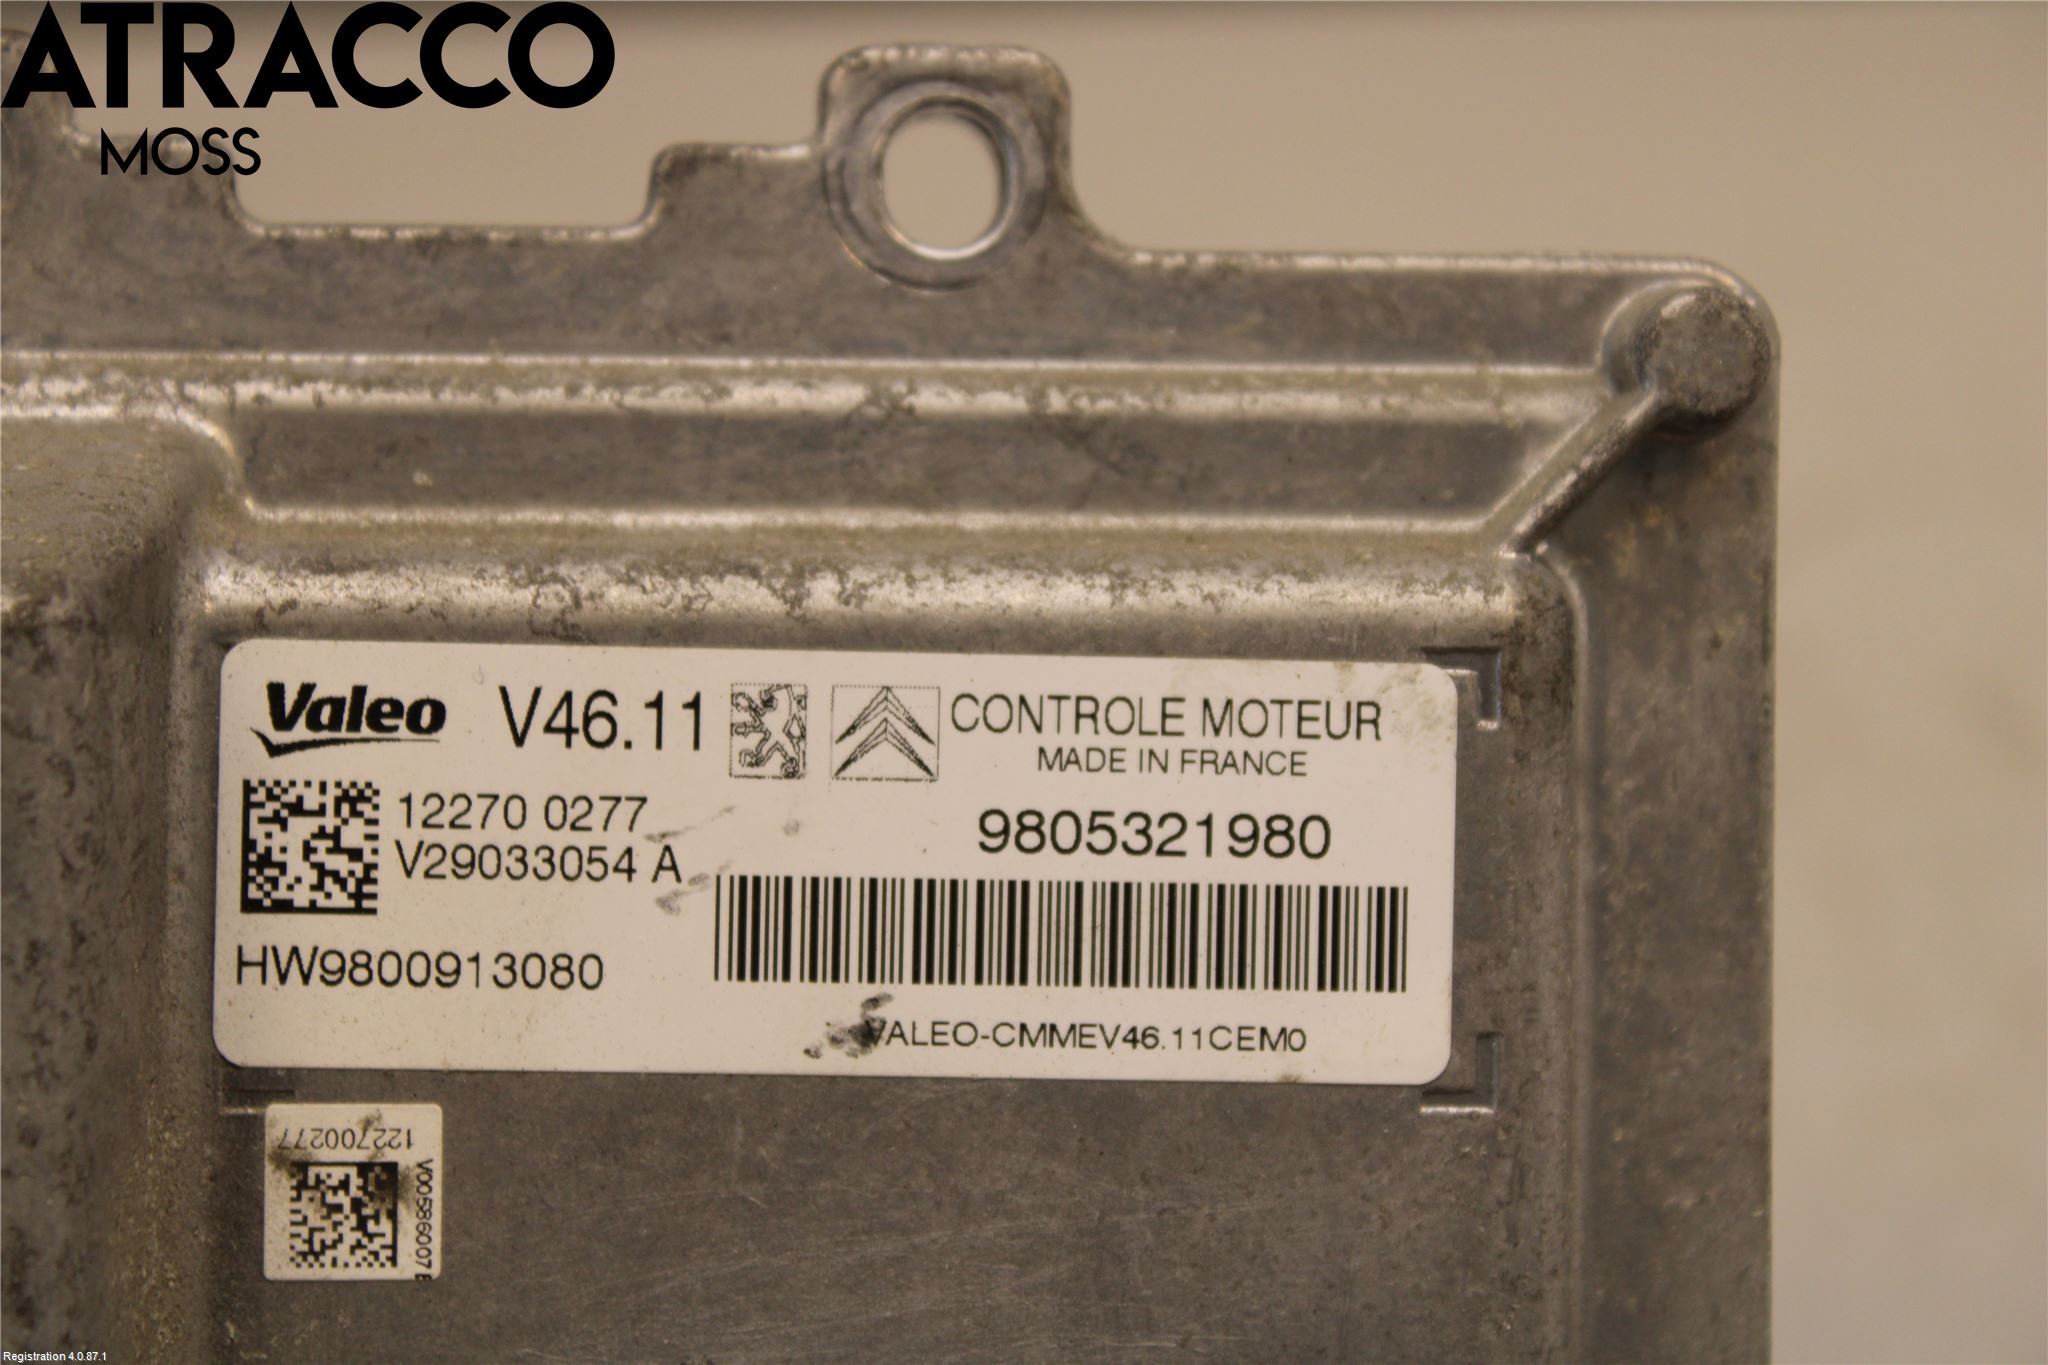 ATRACCO
MOSS
Valeo V46.11 CONTROLE MOTEUR
MADE IN FRANCE
12270 0277
9805321980
V29033054 A
HW9800913080
VALEO-CMMEV46.11CEM0
122700277
V00586007
Registration 4.0.87.1